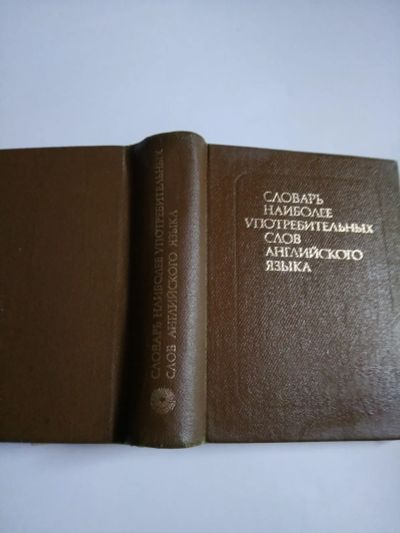 СЛОВАРЬ НАИБОЛЕЕ УПОТРЕБИТЕЛЬНЫХ
СЛОВ АНГЛИЙСКОГО ЯЗЫКА
СЛОВАРЬ
НАИБОЛЕЕ
УПОТРЕБИТЕЛЬНЫХ
СЛОВ
АНГЛИЙСКОГО
ЯЗЫКА